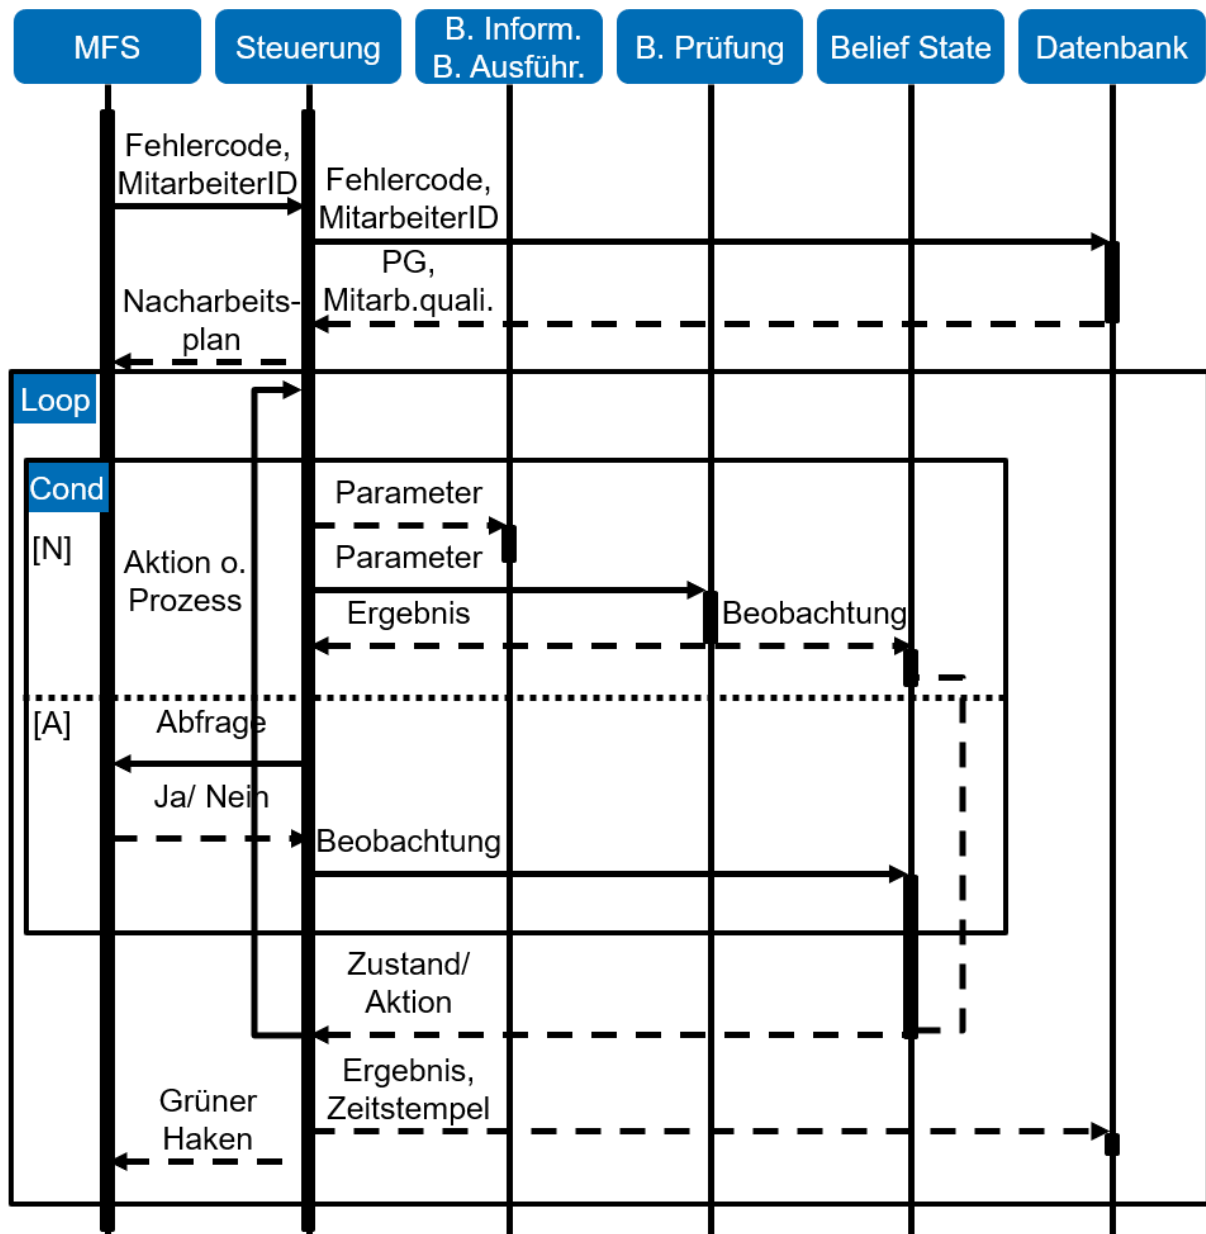 MFS
Steuerung
B. Inform.
B. Ausführ.
B. Prüfung
Belief State
Datenbank
Fehlercode,
MitarbeiterID
Fehlercode,
MitarbeiterID
PG,
Mitarb.quali.
Nacharbeits-
plan
Loop
Cond
[N]
Parameter
Aktion o.
Prozess
Parameter
Ergebnis
Beobachtung
[A]
Abfrage
Ja/ Nein
Beobachtung
Zustand/
Aktion
Ergebnis,
Zeitstempel
Grüner
Haken